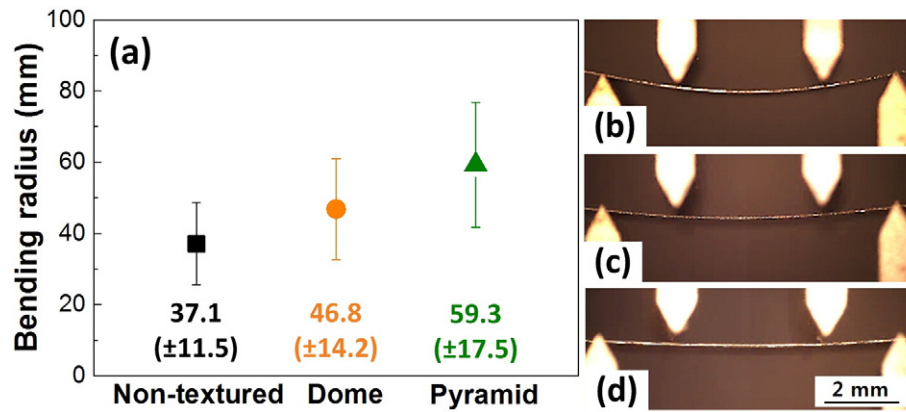 100
80
60
40
20
0
Bending radius (mm)
(a)
37.1
(±11.5)
46.8
(±14.2)
59.3
(±17.5)
Non-textured
Dome
Pyramid
(b)
(c)
(d)
2 mm